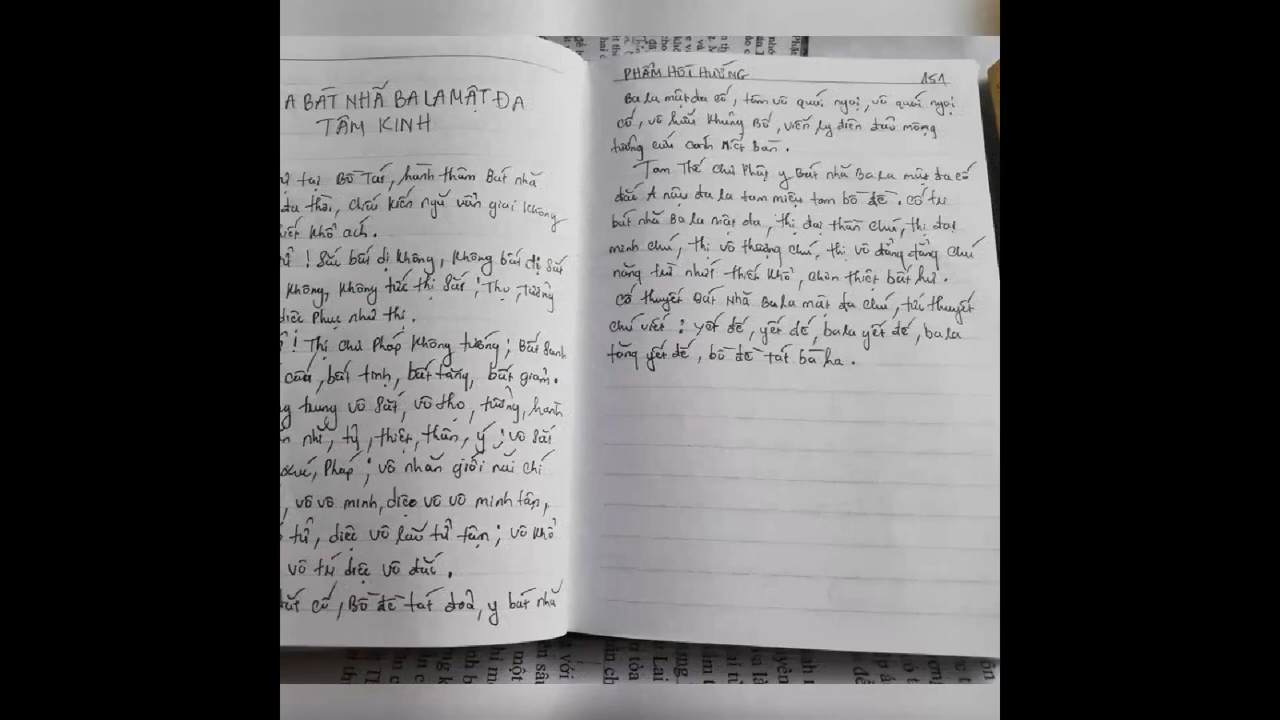 A BÁT NHÃ BA LA MẬT ĐA
TÂM KINH
tại Bồ Tát, hành thâm Bát nhã
đa thời, chiếu kiến ngũ uẩn giai không
khổ ách.
! Sắc bất dị không, không bất dị sắc
không, không tức thị sắc; Thọ, tưởng
diệc phục như thị.
! Thị chư pháp không tướng; bất sanh
cấu, bất tịnh, bất tăng, bất giảm.
trung vô sắc, vô thọ, tưởng, hành
nhĩ, tỷ, thiệt, thân, ý; vô sắc
xúc, pháp; vô nhãn giới nãi chí
, vô vô minh, diệc vô vô minh tận,
tử, diệc vô lão tử tận; vô khổ
vô trí diệc vô đắc.
cố, Bồ đề tát đoả, y bát nhã
PHẨM HỒI HƯỚNG 151
Ba la mật đa cố, tâm vô quái ngại, vô quái ngại
cố, vô hữu khủng bố, viễn ly điên đảo mộng
tưởng cứu cánh Niết bàn.
Tam Thế chư Phật, y Bát nhã Ba la mật đa cố
đắc A nậu đa la tam miệu tam bồ đề. cố tri
bát nhã Ba la mật đa, thị đại thần chú, thị đại
minh chú, thị vô thượng chú, thị vô đẳng đẳng chú
năng trừ nhứt thiết khổ, chơn thiệt bất hư.
cố thuyết Bát Nhã Ba la mật đa chú, tức thuyết
chú viết: yết đế, yết đế, ba la yết đế, ba la
tăng yết đế, bồ đề tát bà ha.